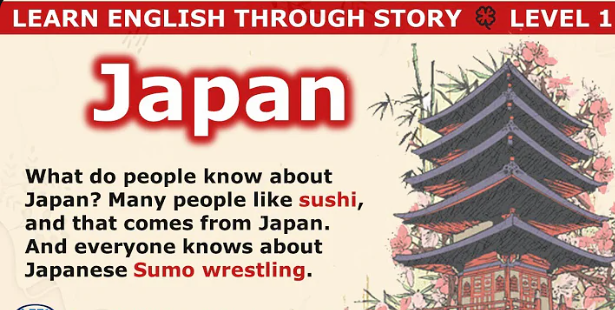 LEARN ENGLISH THROUGH STORY LEVEL 1
Japan
What do people know about
Japan? Many people like sushi,
and that comes from Japan.
And everyone knows about
Japanese Sumo wrestling.